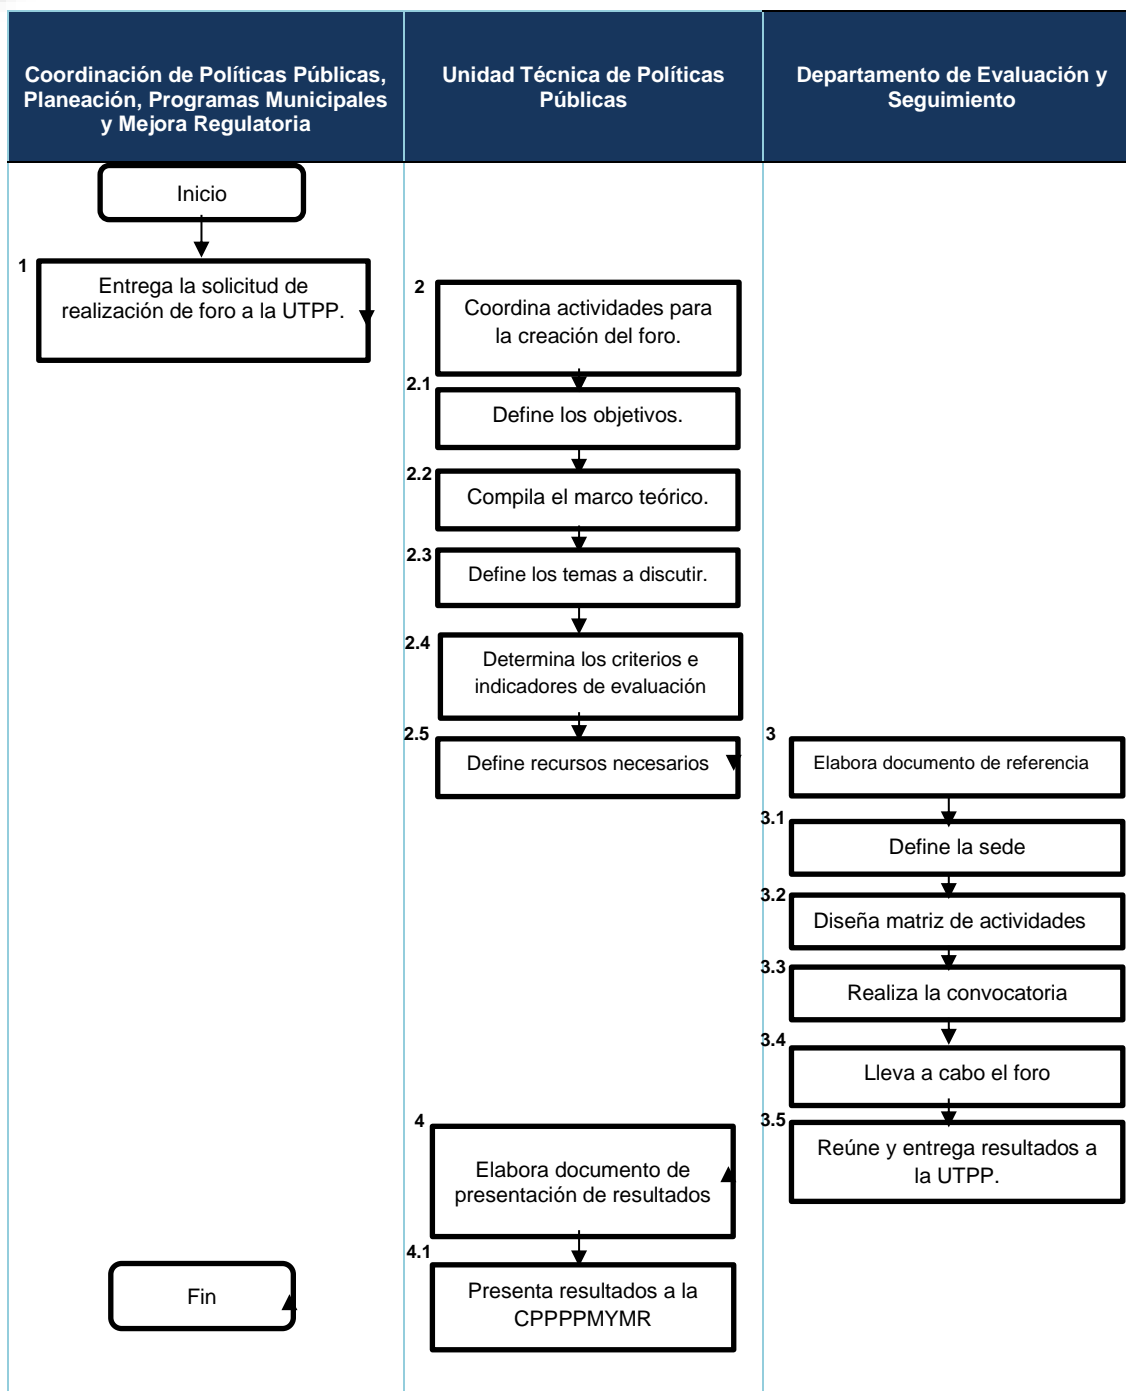 Coordinación de Políticas Públicas,
Planeación, Programas Municipales
y Mejora Regulatoria
Unidad Técnica de Políticas
Públicas
Departamento de Evaluación y
Seguimiento
Inicio
1
Entrega la solicitud de
realización de foro a la UTPP.
2
Coordina actividades para
la creación del foro.
2.1
Define los objetivos.
2.2
Compila el marco teórico.
2.3
Define los temas a discutir.
2.4
Determina los criterios e
indicadores de evaluación
2.5
Define recursos necesarios
3
Elabora documento de referencia
3.1
Define la sede
3.2
Diseña matriz de actividades
3.3
Realiza la convocatoria
3.4
Lleva a cabo el foro
3.5
Reúne y entrega resultados a
la UTPP.
4
Elabora documento de
presentación de resultados
4.1
Presenta resultados a la
CPPPPMYMR
Fin